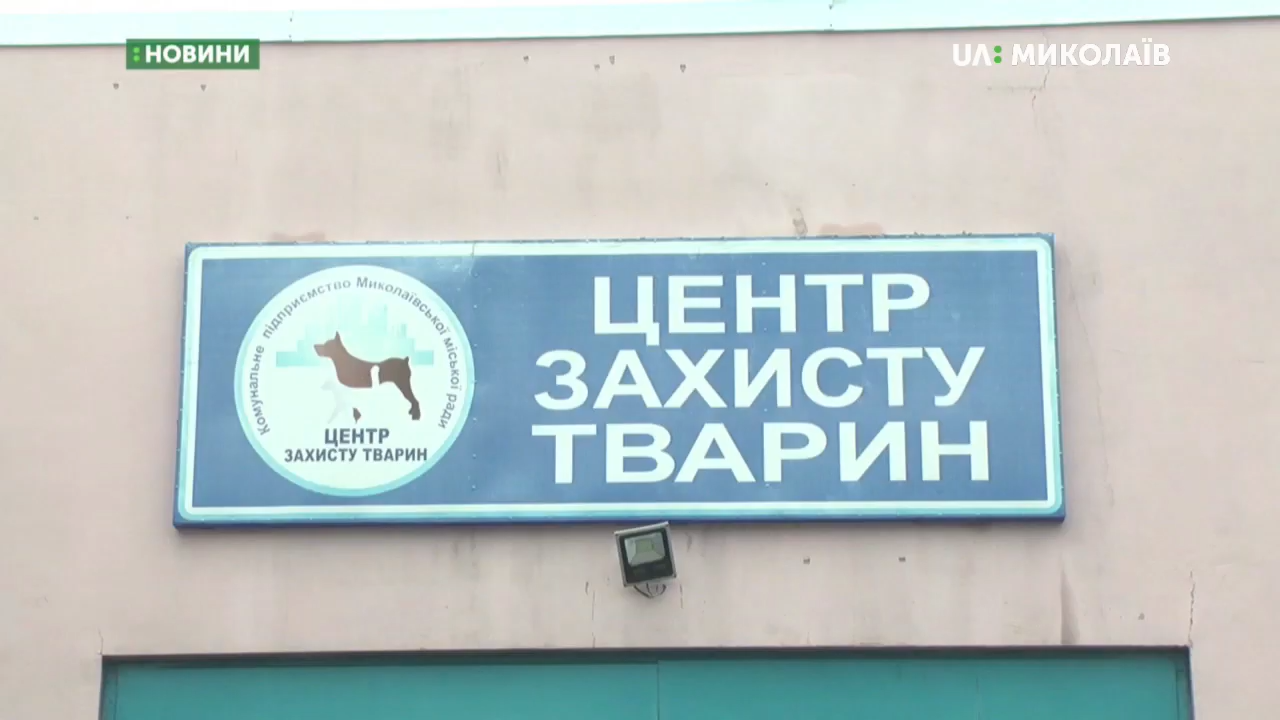 :НОВИНИ
UA: МИКОЛАЇВ
Комунальне підприємство Миколаївської міської ради
ЦЕНТР
ЗАХИСТУ ТВАРИН
ЦЕНТР
ЗАХИСТУ
ТВАРИН